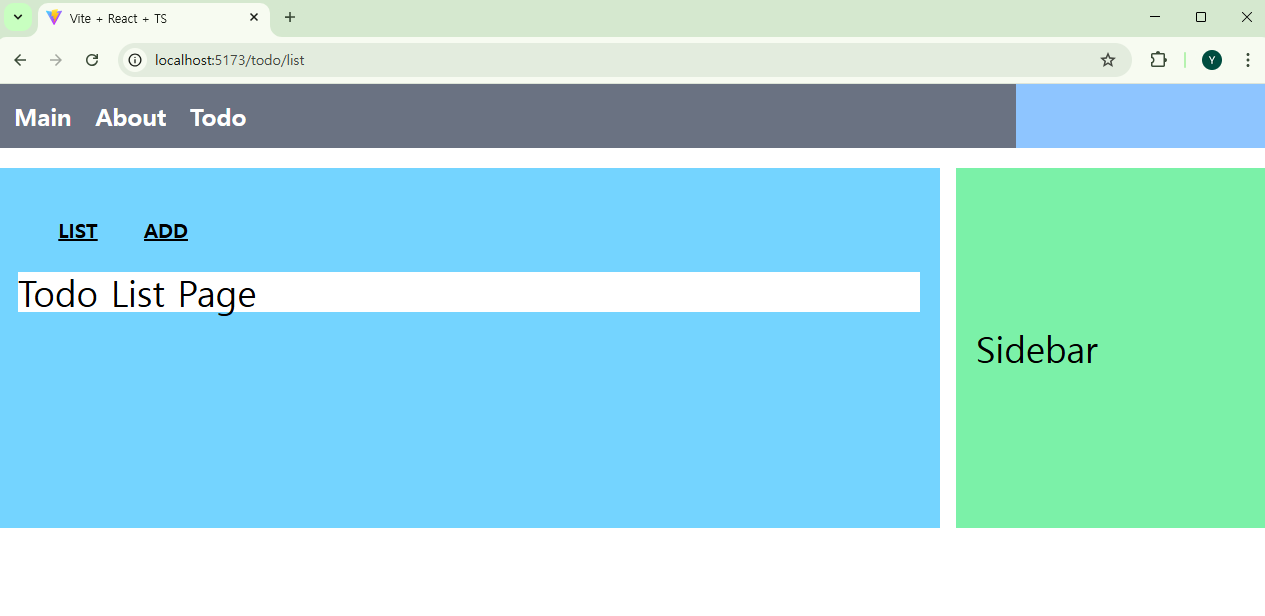 Vite + React + TS
localhost:5173/todo/list
Y
Main About Todo
LIST ADD
Todo List Page
Sidebar